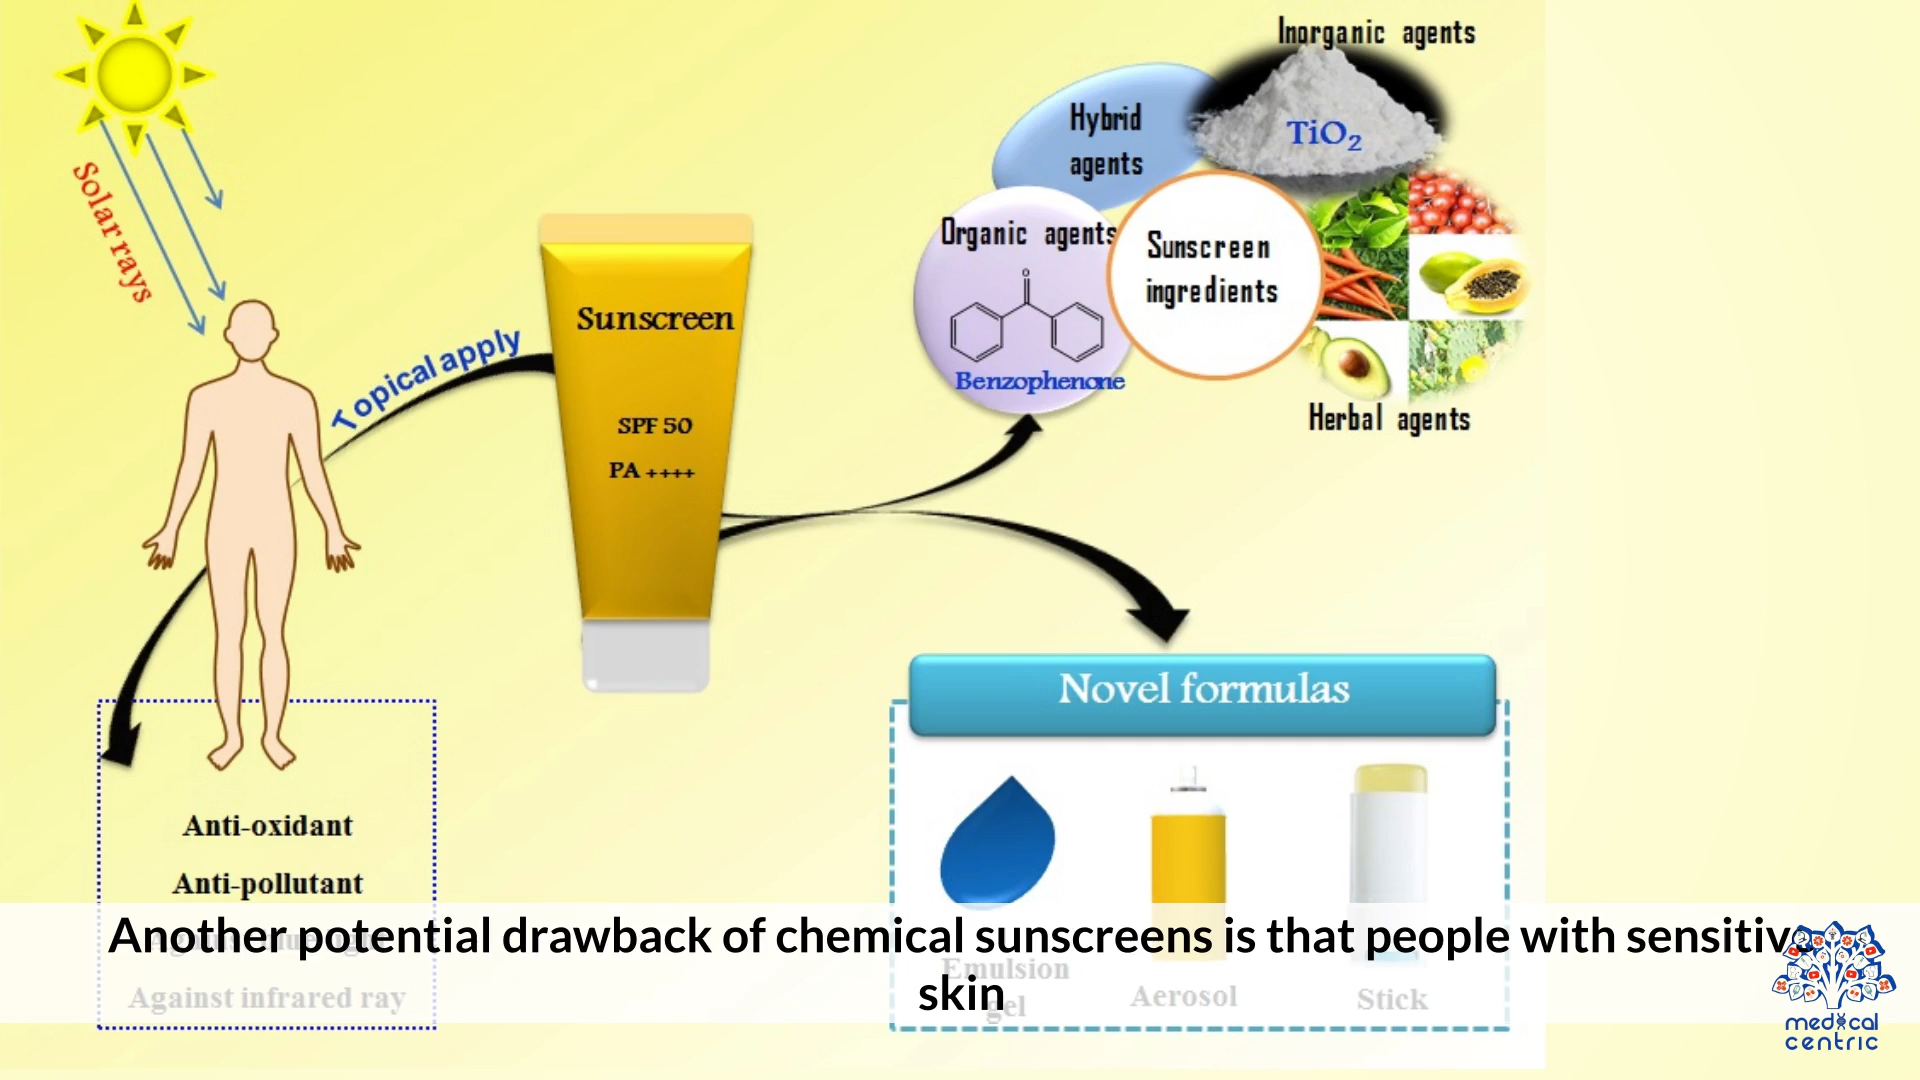 Inorganic agents
Hybrid
agents
TiO2
Solar rays
Organic agents
Sunscreen
ingredients
Benzophenone
Herbal agents
Topical apply
Sunscreen
SPF 50
PA ++++
Novel formulas
Anti-oxidant
Anti-pollutant
Against infrared ray
Emulsion
gel
Aerosol
Stick
Another potential drawback of chemical sunscreens is that people with sensitive
skin
medical
centric